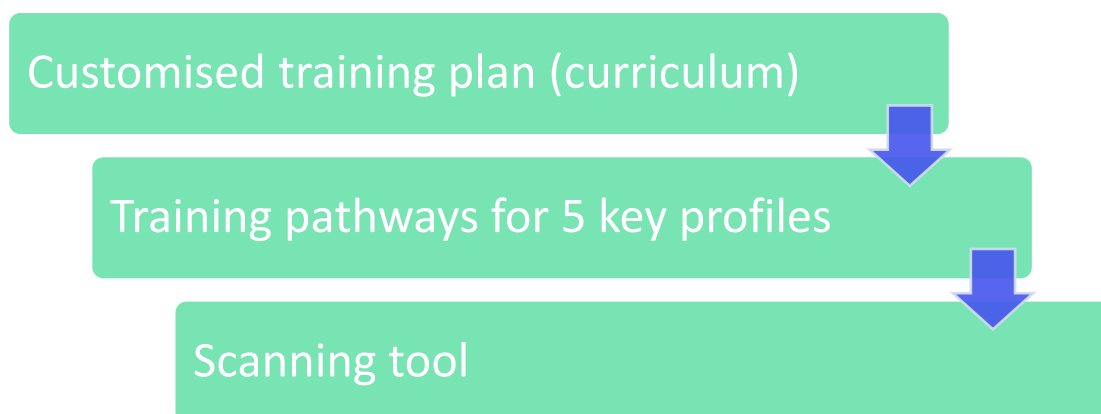 Customised training plan (curriculum)
Training pathways for 5 key profiles
Scanning tool